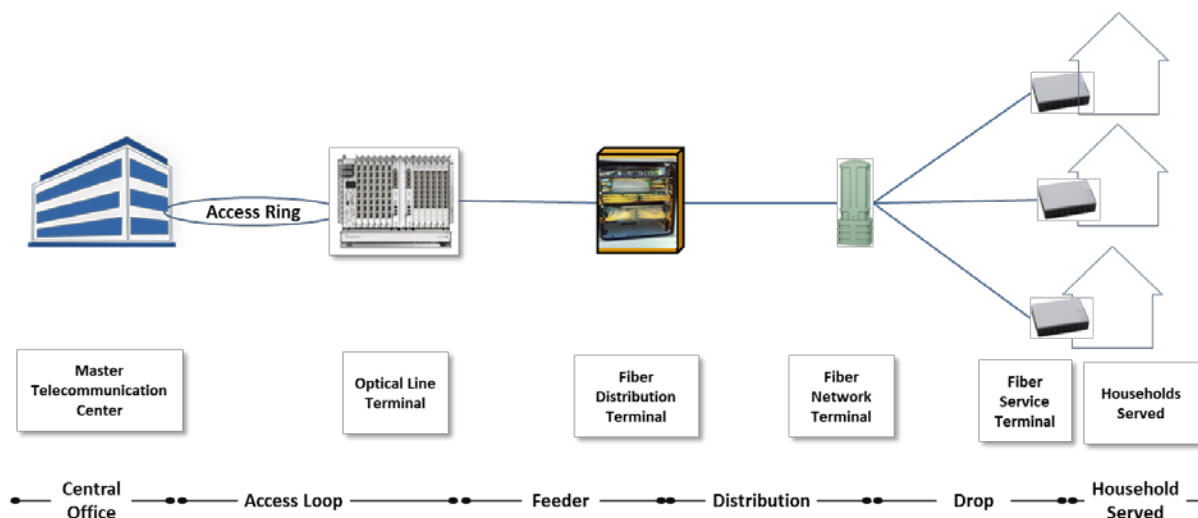 Access Ring
Master
Telecommunication
Center
Optical Line
Terminal
Fiber
Distribution
Terminal
Fiber
Network
Terminal
Fiber
Service
Terminal
Households
Served
Central
Office
Access Loop
Feeder
Distribution
Drop
Household
Served